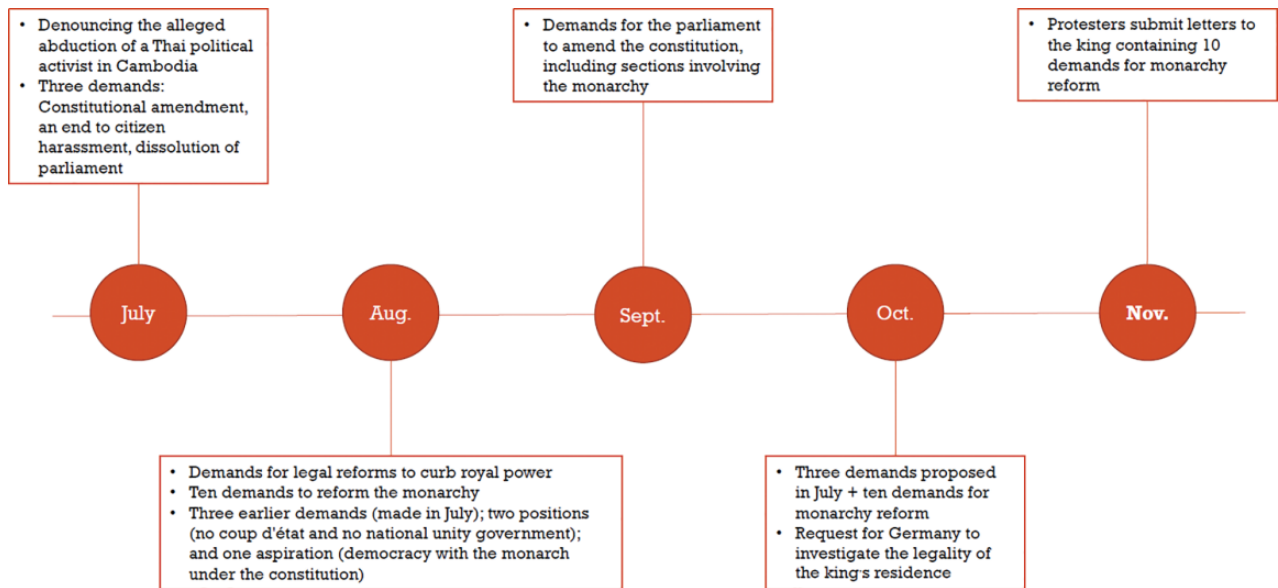 • Denouncing the alleged
abduction of a Thai political
activist in Cambodia
• Three demands:
Constitutional amendment,
an end to citizen
harassment, dissolution of
parliament
• Demands for the parliament
to amend the constitution,
including sections involving
the monarchy
• Protesters submit letters to
the king containing 10
demands for monarchy
reform
July
Aug.
Sept.
Oct.
Nov.
• Demands for legal reforms to curb royal power
• Ten demands to reform the monarchy
• Three earlier demands (made in July); two positions
(no coup d'état and no national unity government);
and one aspiration (democracy with the monarch
under the constitution)
• Three demands proposed
in July + ten demands for
monarchy reform
• Request for Germany to
investigate the legality of
the king's residence